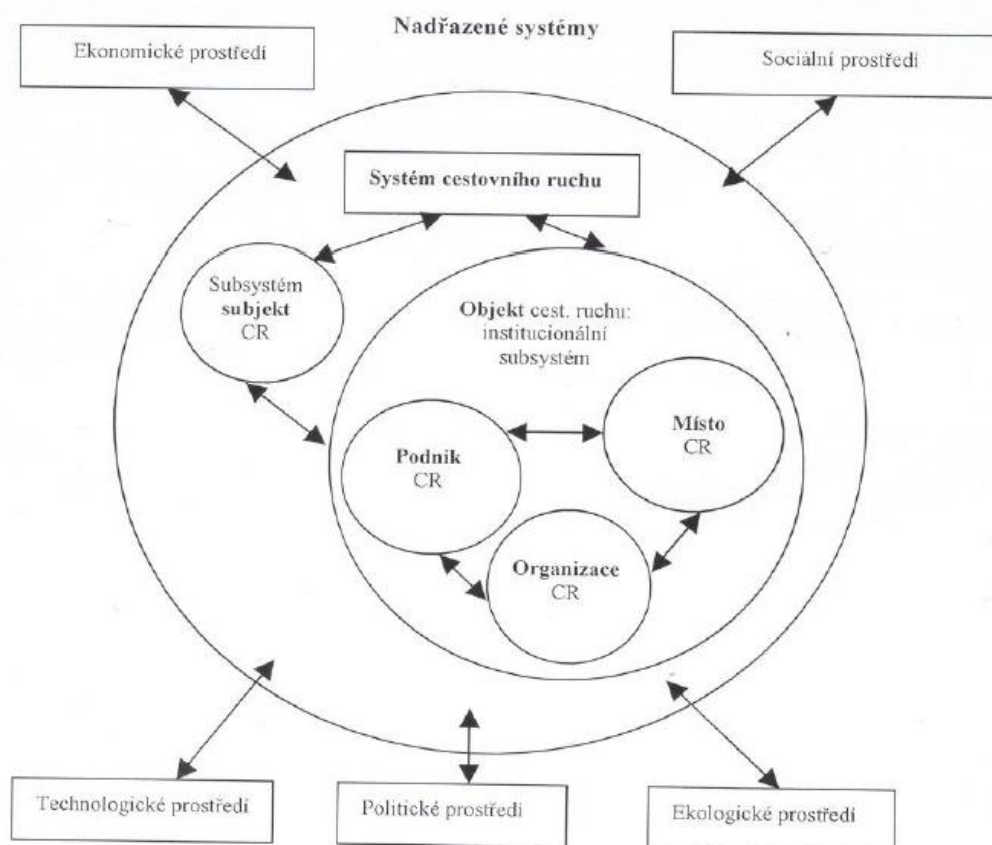 Nadřazené systémy
Ekonomické prostředí
Sociální prostředí
Systém cestovního ruchu
Subsystém
subjekt
CR
Objekt cest. ruchu:
institucionální
subsystém
Podnik
CR
Místo
CR
Organizace
CR
Technologické prostředí
Politické prostředí
Ekologické prostředí